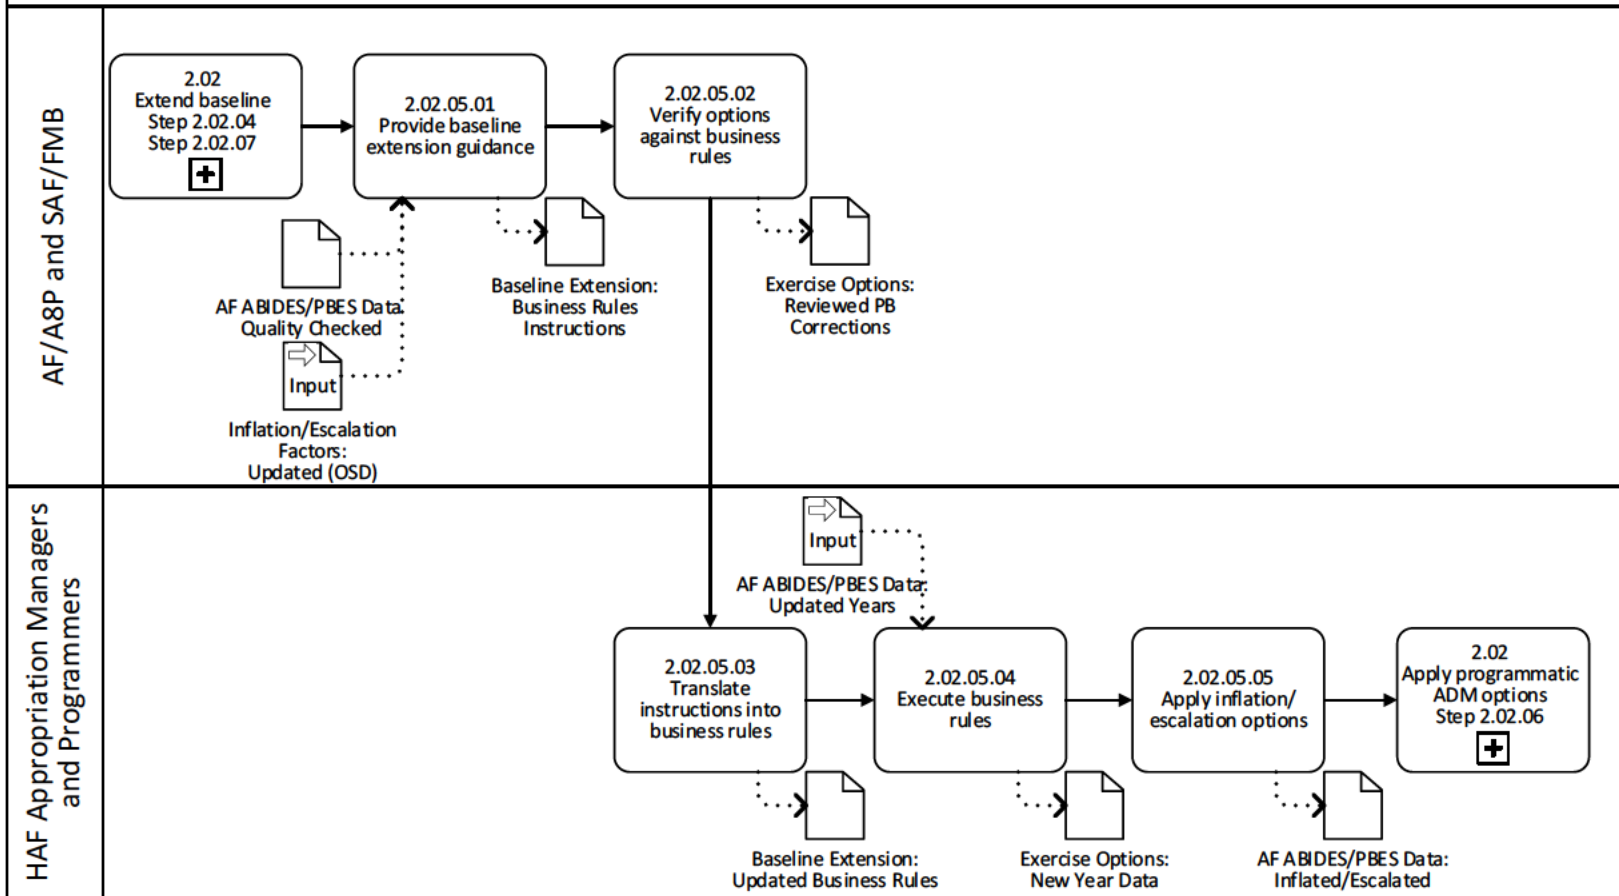 AF/A8P and SAF/FMB
2.02
Extend baseline
Step 2.02.04
Step 2.02.07
2.02.05.01
Provide baseline
extension guidance
2.02.05.02
Verify options
against business
rules
AF ABIDES/PBES Data
Quality Checked
Input
Inflation/Escalation
Factors:
Updated (OSD)
Baseline Extension:
Business Rules
Instructions
Exercise Options:
Reviewed PB
Corrections
HAF Appropriation Managers
and Programmers
Input
AF ABIDES/PBES Data:
Updated Years
2.02.05.03
Translate
instructions into
business rules
2.02.05.04
Execute business
rules
2.02.05.05
Apply inflation/
escalation options
2.02
Apply programmatic
ADM options
Step 2.02.06
Baseline Extension:
Updated Business Rules
Exercise Options:
New Year Data
AF ABIDES/PBES Data:
Inflated/Escalated